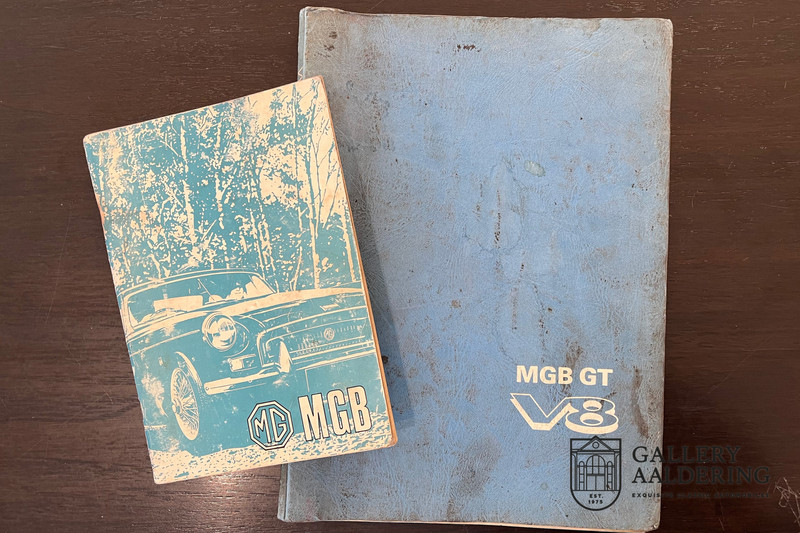 MG MGB
MGB GT
V8
GALLERY
AALDERING
EST.
1975